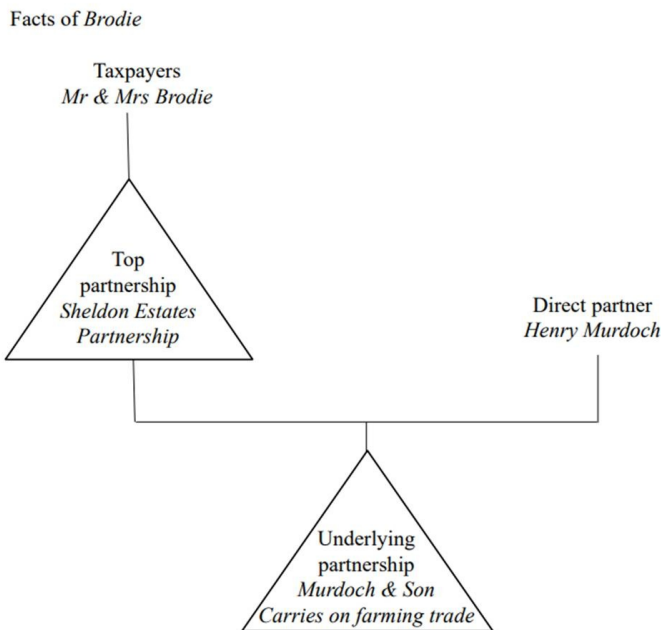 Facts of Brodie
Taxpayers
Mr & Mrs Brodie
Top
partnership
Sheldon Estates
Partnership
Direct partner
Henry Murdoch
Underlying
partnership
Murdoch & Son
Carries on farming trade